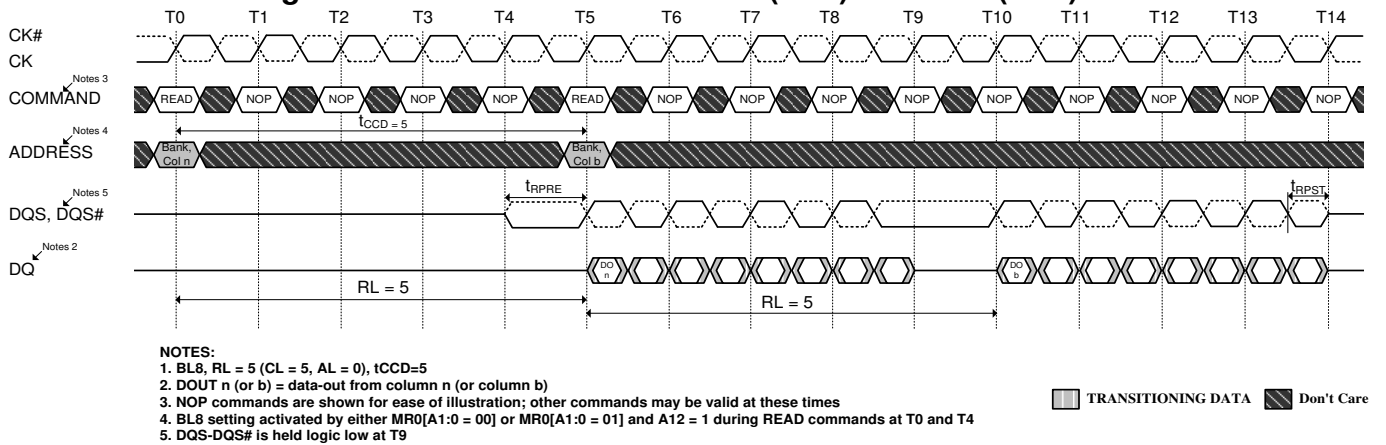 T0 T1 T2 T3 T4 T5 T6 T7 T8 T9 T10 T11 T12 T13 T14
CK#
CK
Notes 3
COMMAND
READ NOP NOP NOP NOP READ NOP NOP NOP NOP NOP NOP NOP NOP NOP
tCCD = 5
Notes 4
ADDRESS
Bank, Col n
Bank, Col b
Notes 5
DQS, DQS#
tRPRE
tRPST
Notes 2
DQ
DO n
DO b
RL = 5
RL = 5
NOTES:
1. BL8, RL = 5 (CL = 5, AL = 0), tCCD=5
2. DOUT n (or b) = data-out from column n (or column b)
3. NOP commands are shown for ease of illustration; other commands may be valid at these times
4. BL8 setting activated by either MR0[A1:0 = 00] or MR0[A1:0 = 01] and A12 = 1 during READ commands at T0 and T4
5. DQS-DQS# is held logic low at T9
TRANSITIONING DATA
Don't Care